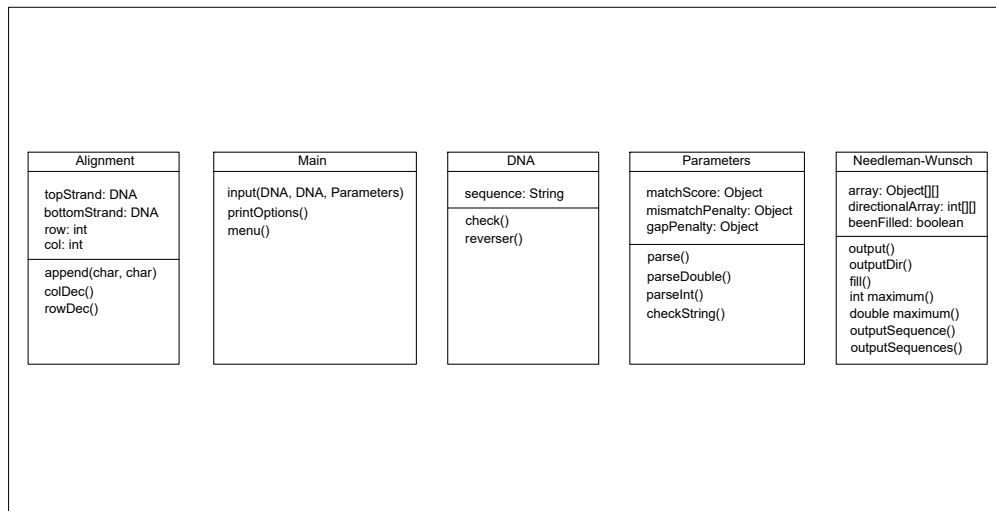 Alignment
topStrand: DNA
bottomStrand: DNA
row: int
col: int
append(char, char)
colDec()
rowDec()
Main
input(DNA, DNA, Parameters)
printOptions()
menu()
DNA
sequence: String
check()
reverser()
Parameters
matchScore: Object
mismatchPenalty: Object
gapPenalty: Object
parse()
parseDouble()
parseInt()
checkString()
Needleman-Wunsch
array: Object[][]
directionalArray: int[][]
beenFilled: boolean
output()
outputDir()
fill()
int maximum()
double maximum()
outputSequence()
outputSequences()